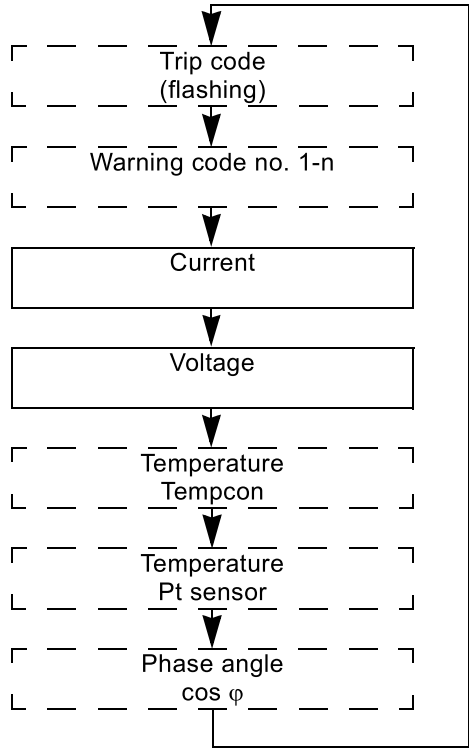 Trip code
(flashing)
Warning code no. 1-n
Current
Voltage
Temperature
Tempcon
Temperature
Pt sensor
Phase angle
cos φ